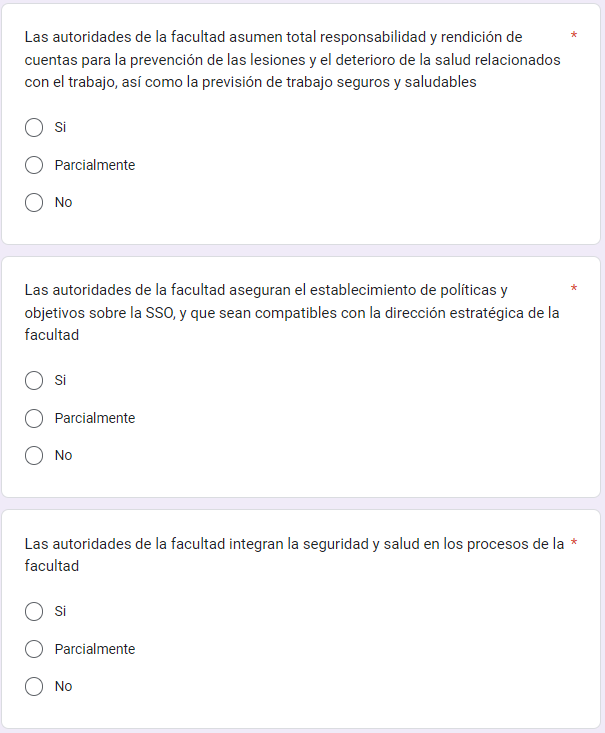 Las autoridades de la facultad asumen total responsabilidad y rendición de *
cuentas para la prevención de las lesiones y el deterioro de la salud relacionados
con el trabajo, así como la previsión de trabajo seguros y saludables
Si
Parcialmente
No
Las autoridades de la facultad aseguran el establecimiento de políticas y *
objetivos sobre la SSO, y que sean compatibles con la dirección estratégica de la
facultad
Si
Parcialmente
No
Las autoridades de la facultad integran la seguridad y salud en los procesos de la *
facultad
Si
Parcialmente
No